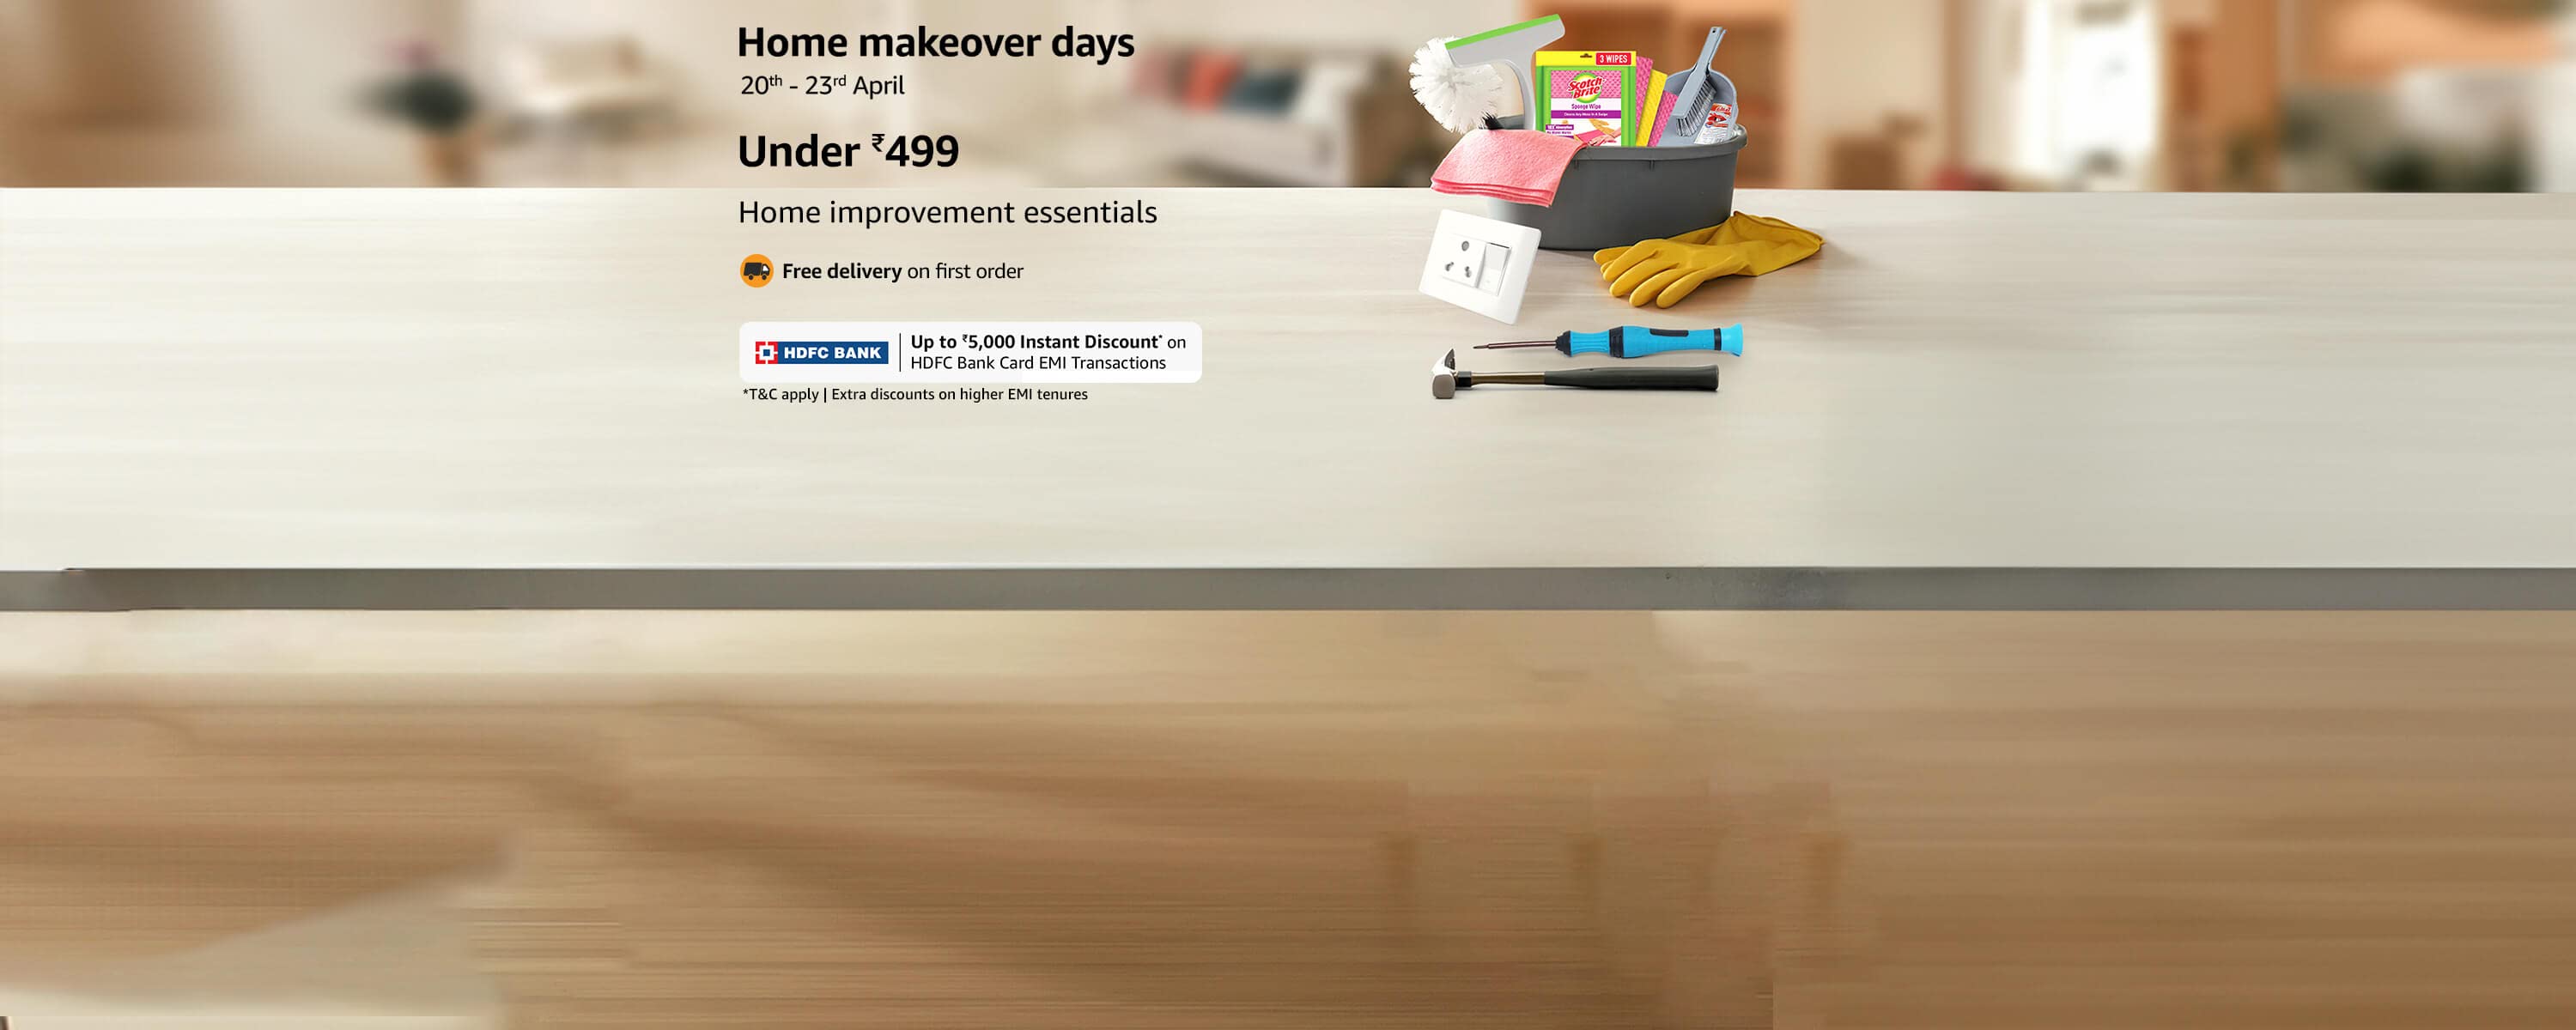 Home makeover days
20th - 23rd April
Under ₹499
Home improvement essentials
Free delivery on first order
HDFC BANK
Up to ₹5,000 Instant Discount* on
HDFC Bank Card EMI Transactions
*T&C apply | Extra discounts on higher EMI tenures
3 WIPES
Scotch
Brite
Sponge Wipe